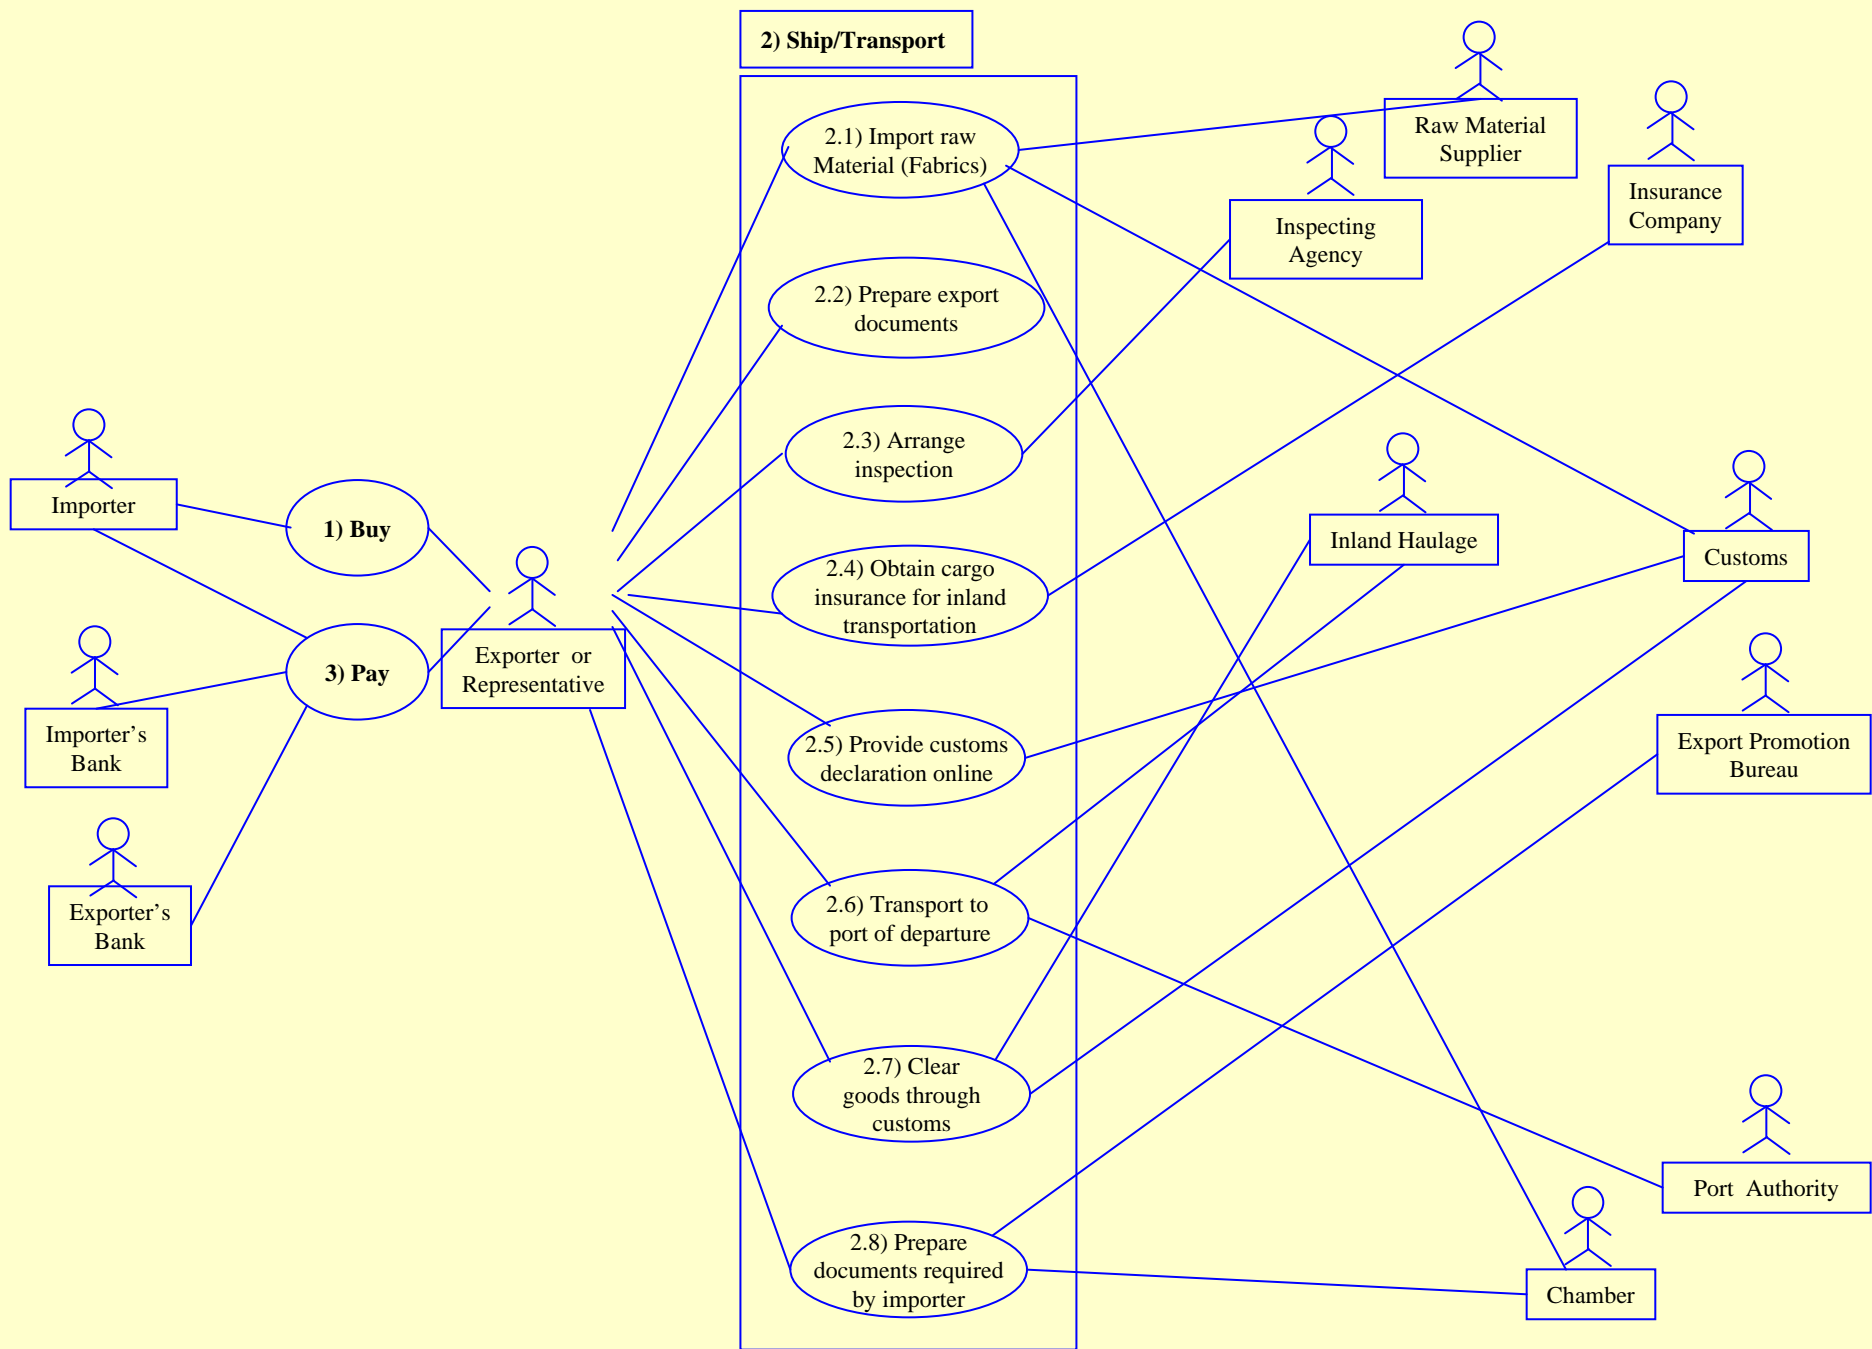 2) Ship/Transport
2.1) Import raw
Material (Fabrics)
Raw Material
Supplier
Insurance
Company
Inspecting
Agency
2.2) Prepare export
documents
2.3) Arrange
inspection
Importer
1) Buy
Inland Haulage
Customs
2.4) Obtain cargo
insurance for inland
transportation
3) Pay
Exporter or
Representative
Importer’s
Bank
2.5) Provide customs
declaration online
Export Promotion
Bureau
Exporter’s
Bank
2.6) Transport to
port of departure
2.7) Clear
goods through
customs
Port Authority
2.8) Prepare
documents required
by importer
Chamber